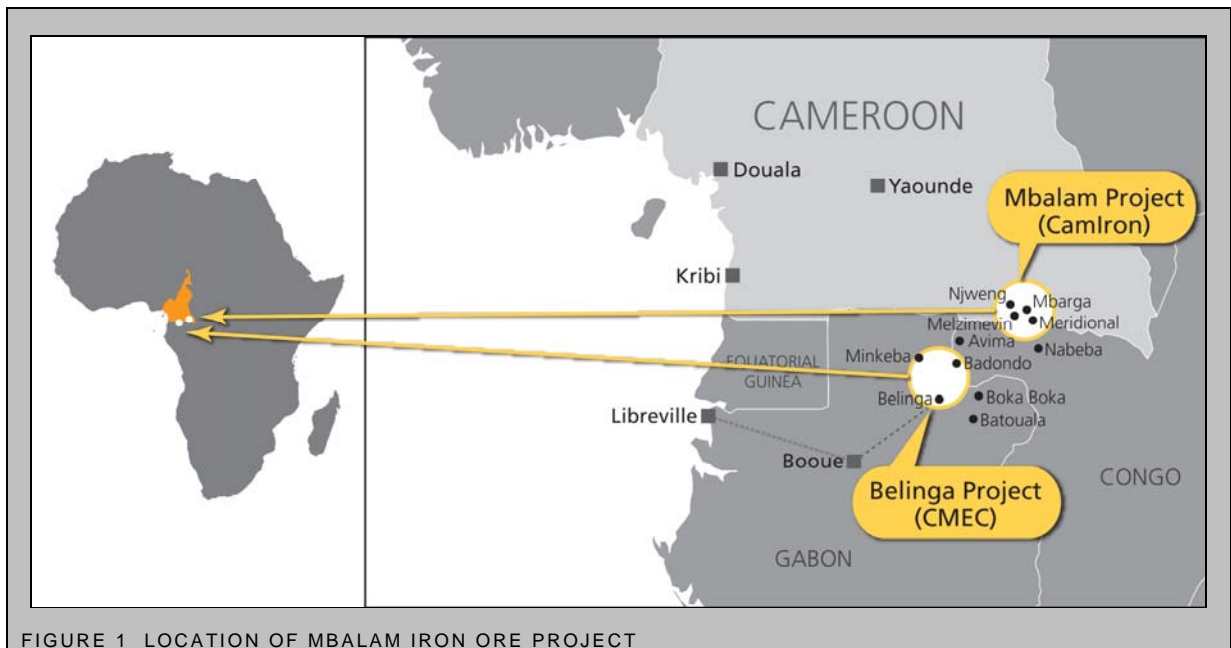 CAMEROON
Douala
Yaounde
Mbalam Project
(CamIron)
Kribi
Njweng
Mbarga
Melzimevin
Meridional
Avima
Nabeba
Minkeba
Badondo
EQUATORIAL
GUINEA
Belinga
Boka Boka
Libreville
Batouala
Booue
Belinga Project
(CMEC)
CONGO
GABON
FIGURE 1 LOCATION OF MBALAM IRON ORE PROJECT